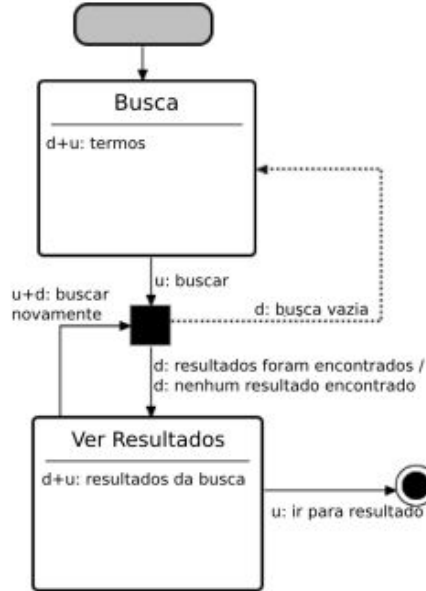 Busca
d+u: termos
u: buscar
u+d: buscar
novamente
d: busca vazia
d: resultados foram encontrados /
d: nenhum resultado encontrado
Ver Resultados
d+u: resultados da busca
u: ir para resultado